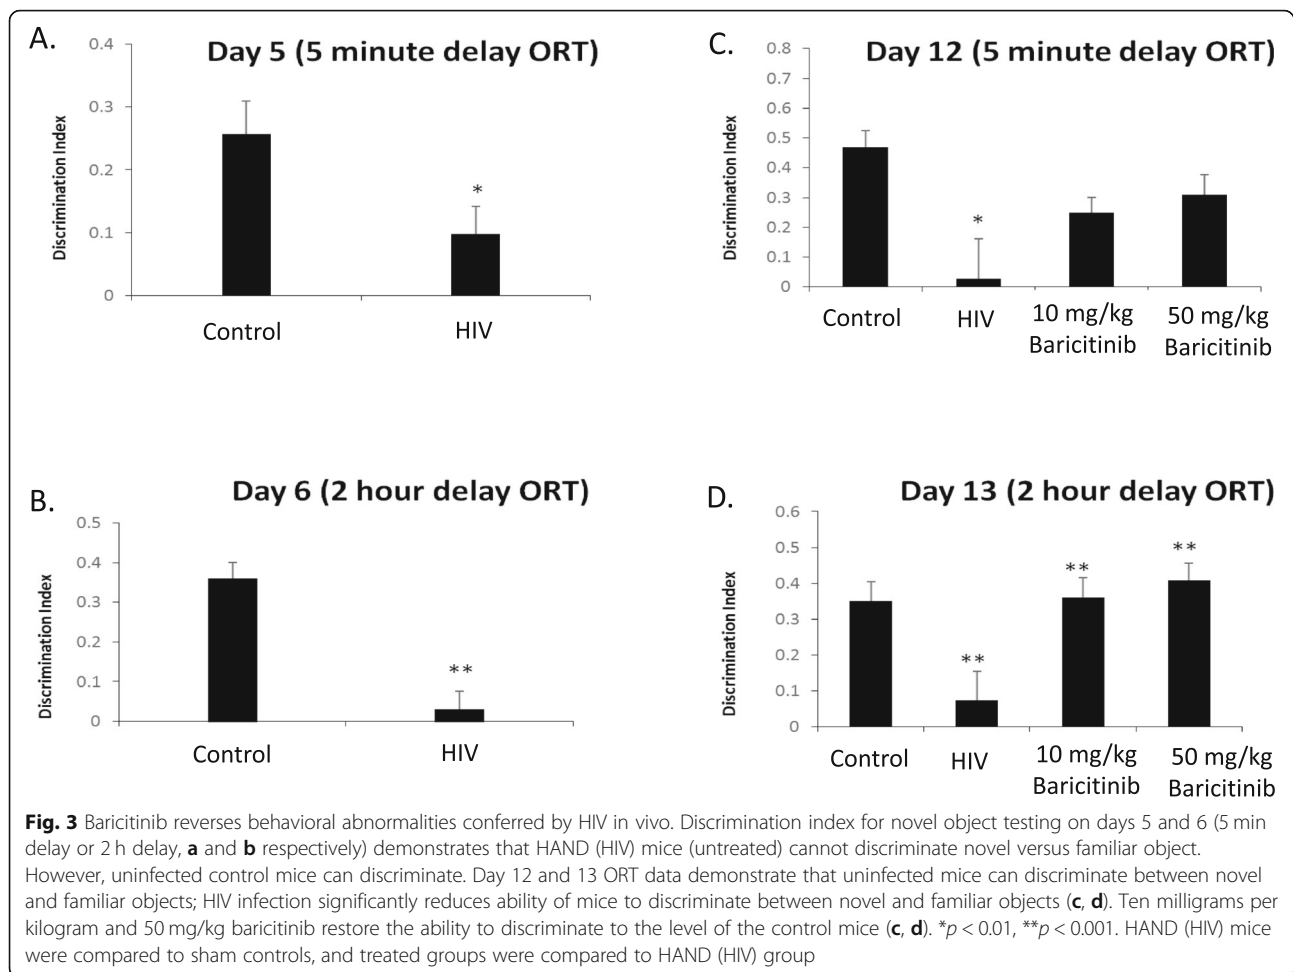 A.
Day 5 (5 minute delay ORT)
Discrimination Index
0.4
0.3
0.2
0.1
0
*
Control HIV
C.
Day 12 (5 minute delay ORT)
Discrimination Index
0.8
0.7
0.6
0.5
0.4
0.3
0.2
0.1
0
*
Control HIV 10 mg/kg 50 mg/kg
Baricitinib Baricitinib
B.
Day 6 (2 hour delay ORT)
Discrimination Index
0.5
0.4
0.3
0.2
0.1
0
**
Control HIV
D.
Day 13 (2 hour delay ORT)
Discrimination Index
0.6
0.5
0.4
0.3
0.2
0.1
0
** ** **
Control HIV 10 mg/kg 50 mg/kg
Baricitinib Baricitinib
Fig. 3 Baricitinib reverses behavioral abnormalities conferred by HIV in vivo. Discrimination index for novel object testing on days 5 and 6 (5 min
delay or 2 h delay, a and b respectively) demonstrates that HAND (HIV) mice (untreated) cannot discriminate novel versus familiar object.
However, uninfected control mice can discriminate. Day 12 and 13 ORT data demonstrate that uninfected mice can discriminate between novel
and familiar objects; HIV infection significantly reduces ability of mice to discriminate between novel and familiar objects (c, d). Ten milligrams per
kilogram and 50 mg/kg baricitinib restore the ability to discriminate to the level of the control mice (c, d). *p < 0.01, **p < 0.001. HAND (HIV) mice
were compared to sham controls, and treated groups were compared to HAND (HIV) group